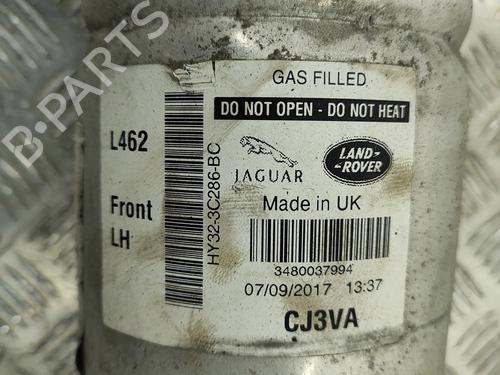 B-PARTS
GAS FILLED
DO NOT OPEN - DO NOT HEAT
L462
Front
LH
HY32-3C286-BC
JAGUAR
LAND-
ROVER
Made in UK
3480037994
07/09/2017 13:37
CJ3VA